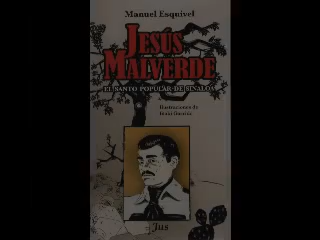 Manuel Esquivel
JESÚS
MALVERDE
EL SANTO POPULAR DE SINALOA
Ilustraciones de
Jus